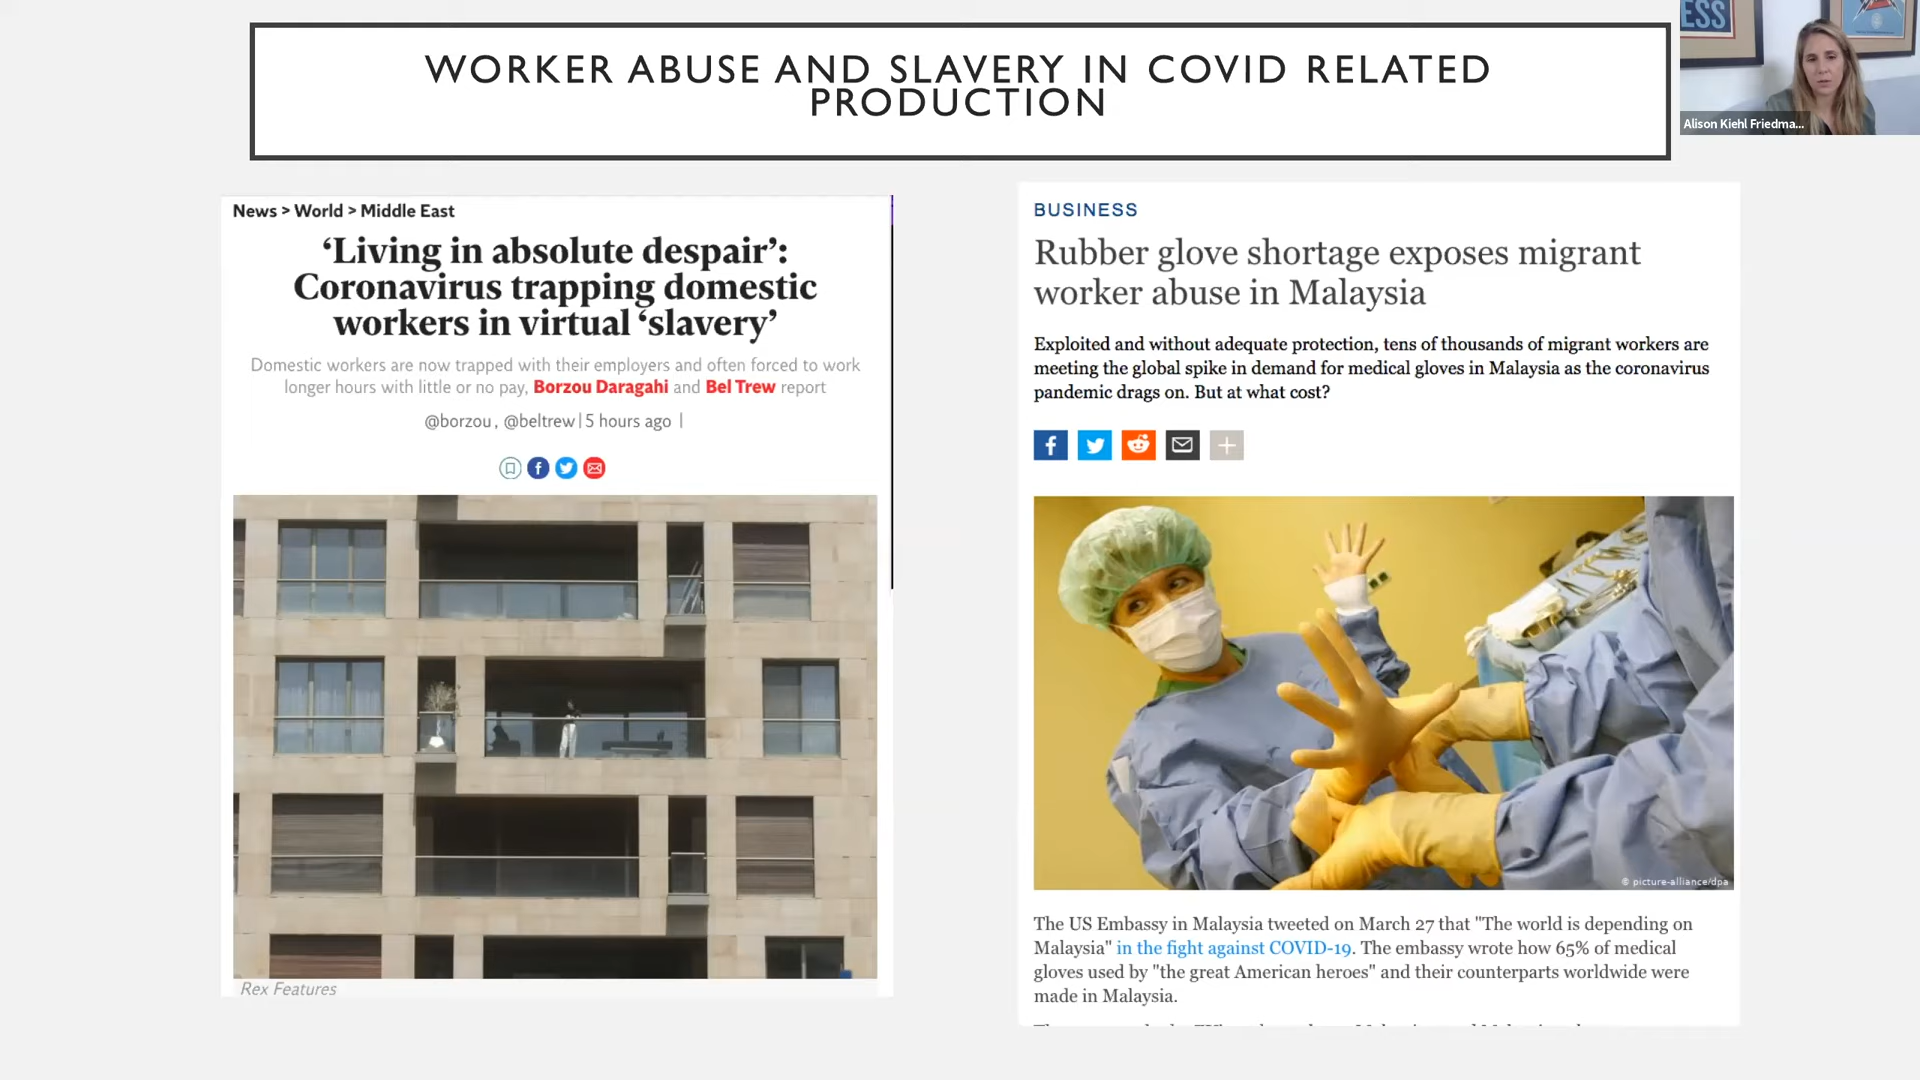 WORKER ABUSE AND SLAVERY IN COVID RELATED
PRODUCTION
ESS
Alison Kiehl Friedma...
News > World > Middle East
‘Living in absolute despair’:
Coronavirus trapping domestic
workers in virtual ‘slavery’
Domestic workers are now trapped with their employers and often forced to work
longer hours with little or no pay, Borzou Daragahi and Bel Trew report
@borzou, @beltrew | 5 hours ago |
Rex Features
BUSINESS
Rubber glove shortage exposes migrant
worker abuse in Malaysia
Exploited and without adequate protection, tens of thousands of migrant workers are
meeting the global spike in demand for medical gloves in Malaysia as the coronavirus
pandemic drags on. But at what cost?
© picture-alliance/dpa
The US Embassy in Malaysia tweeted on March 27 that "The world is depending on
Malaysia" in the fight against COVID-19. The embassy wrote how 65% of medical
gloves used by "the great American heroes" and their counterparts worldwide were
made in Malaysia.